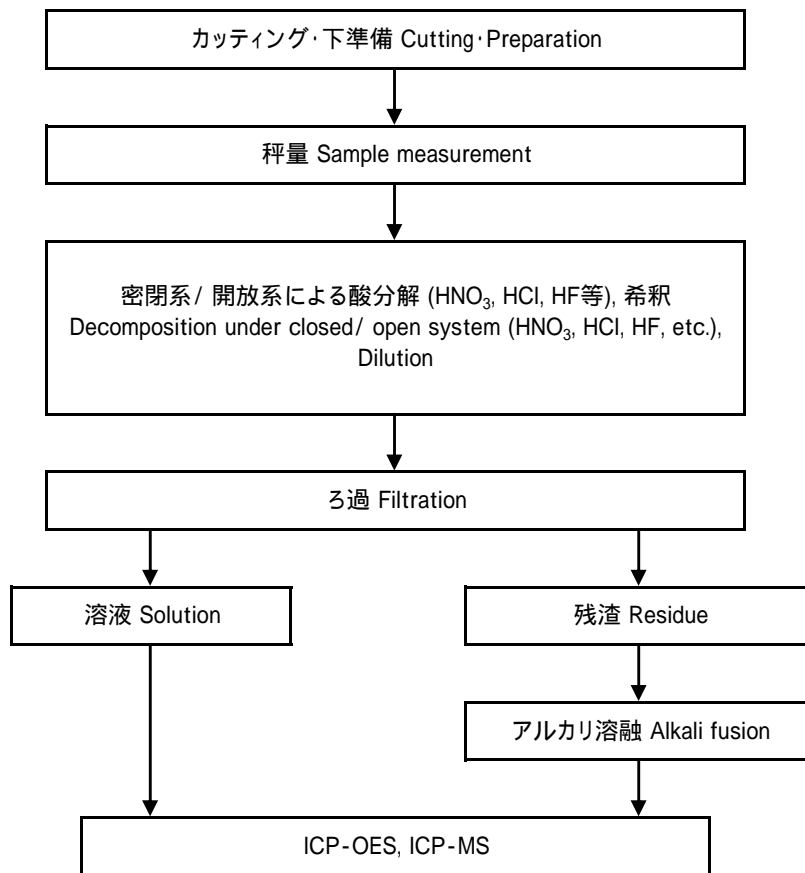 カッティング・下準備 Cutting・Preparation
秤量 Sample measurement
密閉系/ 開放系による酸分解 (HNO₃, HCl, HF等), 希釈
Decomposition under closed/ open system (HNO₃, HCl, HF, etc.),
Dilution
ろ過 Filtration
溶液 Solution
残渣 Residue
アルカリ溶融 Alkali fusion
ICP-OES, ICP-MS